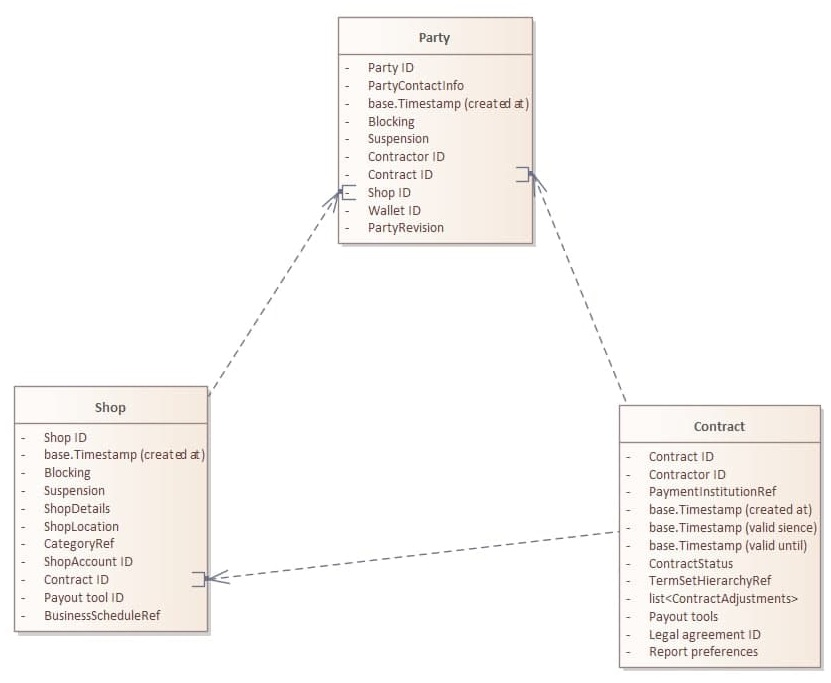 Party
- Party ID
- PartyContactInfo
- base.Timestamp (created at)
- Blocking
- Suspension
- Contractor ID
- Contract ID
- Shop ID
- Wallet ID
- PartyRevision
Shop
- Shop ID
- base.Timestamp (created at)
- Blocking
- Suspension
- ShopDetails
- ShopLocation
- CategoryRef
- ShopAccount ID
- Contract ID
- Payout tool ID
- BusinessScheduleRef
Contract
- Contract ID
- Contractor ID
- PaymentInstitutionRef
- base.Timestamp (created at)
- base.Timestamp (valid sience)
- base.Timestamp (valid until)
- ContractStatus
- TermSetHierarchyRef
- list<ContractAdjustments>
- Payout tools
- Legal agreement ID
- Report preferences